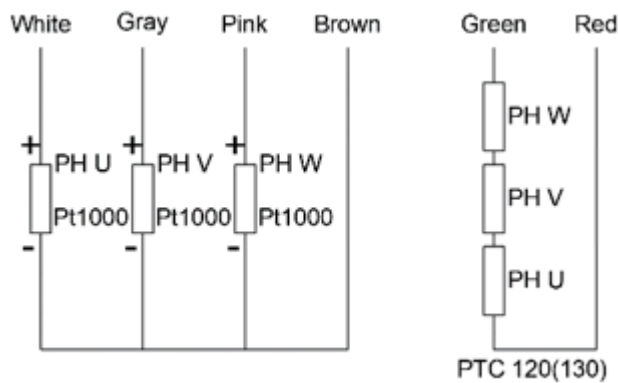 White Gray Pink Brown Green Red
+ + +
PH U PH V PH W
Pt1000 Pt1000 Pt1000
- - -
PH W
PH V
PH U
PTC 120(130)